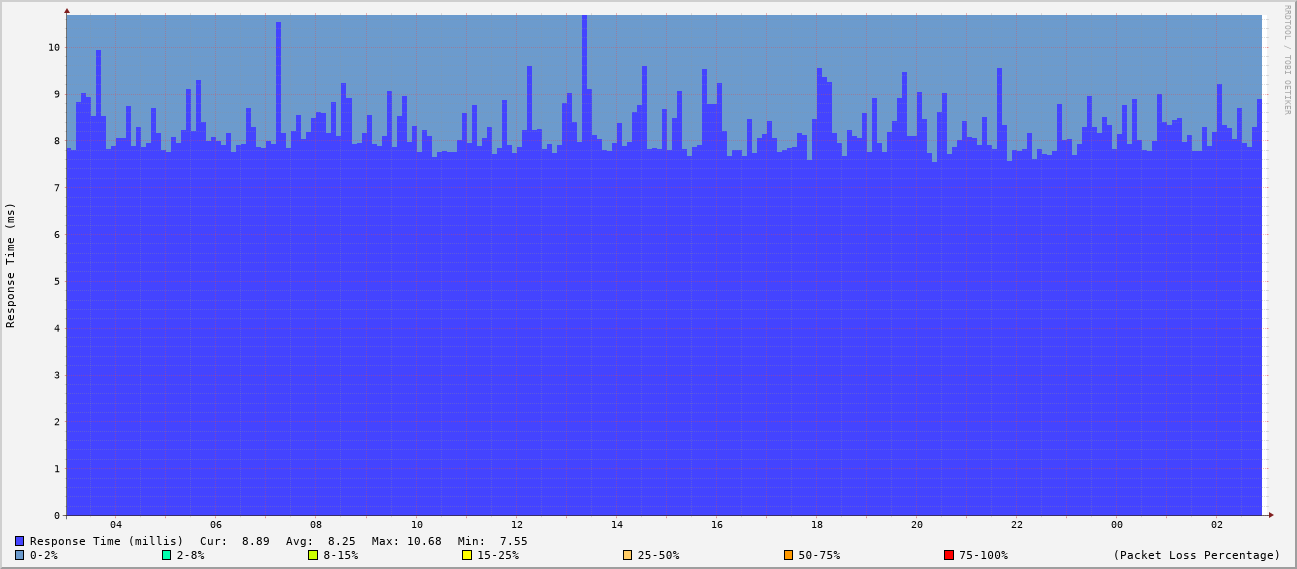 RRDTOOL / TOBI OETIKER
Response Time (ms)
10
9
8
7
6
5
4
3
2
1
0
04 06 08 10 12 14 16 18 20 22 00 02
Response Time (millis) Cur: 8.89 Avg: 8.25 Max: 10.68 Min: 7.55
0-2% 2-8% 8-15% 15-25% 25-50% 50-75% 75-100% (Packet Loss Percentage)